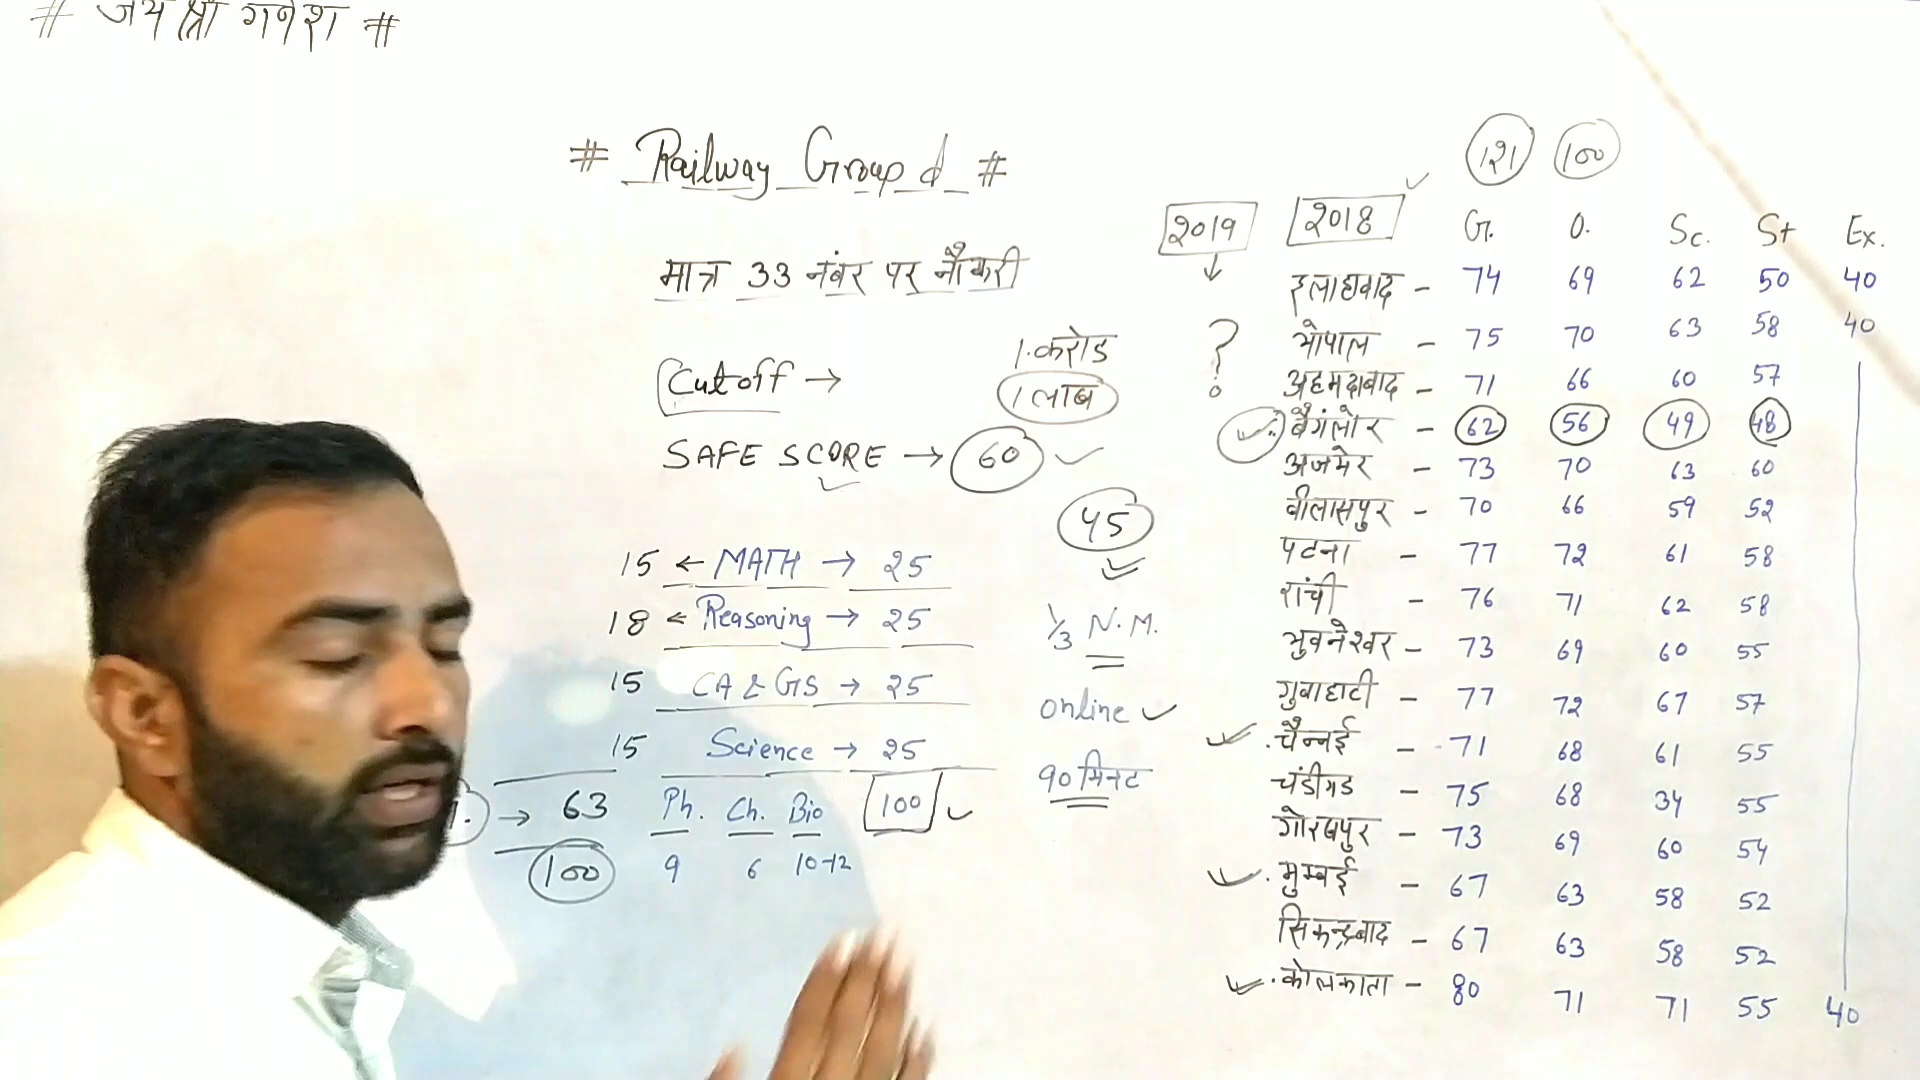 # जय श्री गणेश #
# Railway Group d #
मात्र 33 नंबर पर नौकरी
Cutoff →
1.करोड
1 लाख
SAFE SCORE → 60
45
15 ← MATH → 25
18 ← Reasoning → 25
15 CA & GS → 25
15 Science → 25
→ 63
100
Ph. Ch. Bio 100
9 6 10-12
1/3 N.M.
online
90 मिनट
121 100
2019 2018 G. O. Sc. St Ex.
?
इलाहाबाद - 74 69 62 50 40
भोपाल - 75 70 63 58 40
अहमदाबाद - 71 66 60 57
बैगंलोर - 62 56 49 48
अजमेर - 73 70 63 60
बीलासपुर - 70 66 59 52
पटना - 77 72 61 58
रांची - 76 71 62 58
भुवनेश्वर - 73 69 60 55
गुवाहाटी - 77 72 67 57
चैन्नई - 71 68 61 55
चंडीगड - 75 68 34 55
गोरखपुर - 73 69 60 54
मुम्बई - 67 63 58 52
सिकन्द्रबाद - 67 63 58 52
कोलकाता - 80 71 71 55 40